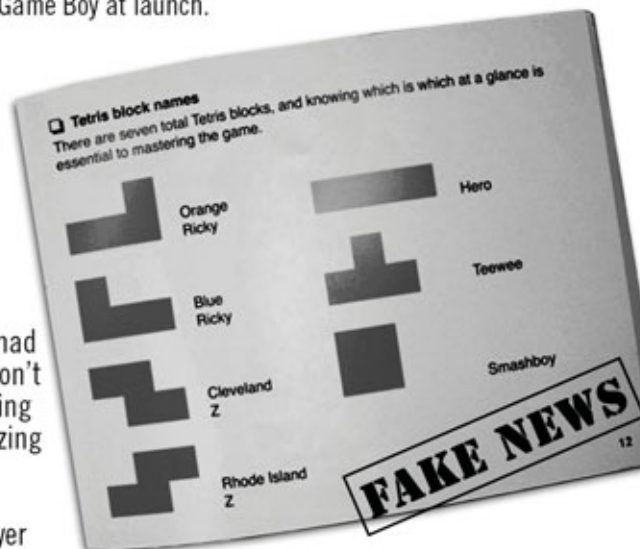 Game Boy at launch.
❑ Tetris block names
There are seven total Tetris blocks, and knowing which is which at a glance is
essential to mastering the game.
Orange
Ricky
Blue
Ricky
Cleveland
Z
Rhode Island
Z
Hero
Teewee
Smashboy
FAKE NEWS
12